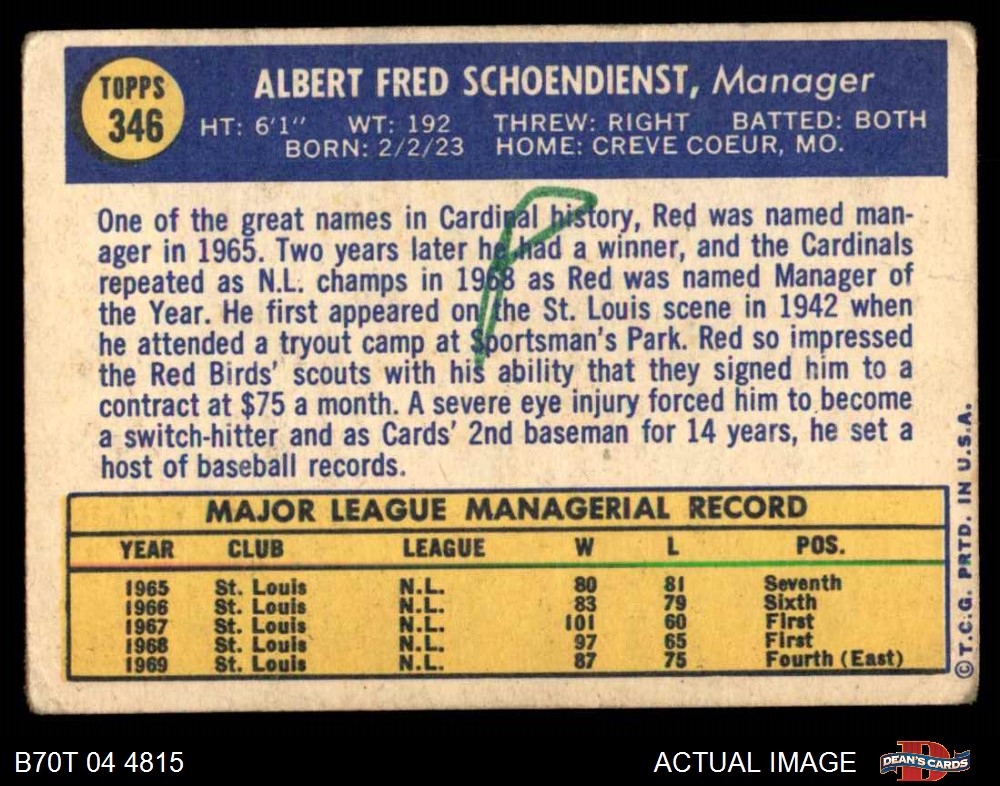 TOPPS
346
ALBERT FRED SCHOENDIENST, Manager
HT: 6'1" WT: 192 THREW: RIGHT BATTED: BOTH
BORN: 2/2/23 HOME: CREVE COEUR, MO.
One of the great names in Cardinal history, Red was named man-
ager in 1965. Two years later he had a winner, and the Cardinals
repeated as N.L. champs in 1968 as Red was named Manager of
the Year. He first appeared on the St. Louis scene in 1942 when
he attended a tryout camp at Sportsman's Park. Red so impressed
the Red Birds' scouts with his ability that they signed him to a
contract at $75 a month. A severe eye injury forced him to become
a switch-hitter and as Cards' 2nd baseman for 14 years, he set a
host of baseball records.
MAJOR LEAGUE MANAGERIAL RECORD
YEAR CLUB LEAGUE W L POS.
1965 St. Louis N.L. 80 81 Seventh
1966 St. Louis N.L. 83 79 Sixth
1967 St. Louis N.L. 101 60 First
1968 St. Louis N.L. 97 65 First
1969 St. Louis N.L. 87 75 Fourth (East)
©T.C.G. PRTD. IN U.S.A.
B70T 04 4815 ACTUAL IMAGE
DEAN'S CARDS